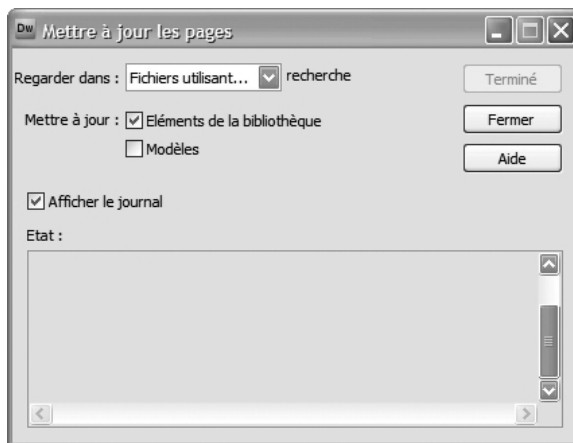 Dw Mettre à jour les pages
Regarder dans : Fichiers utilisant... recherche
Terminé
Mettre à jour : Eléments de la bibliothèque
Fermer
Modèles
Aide
Afficher le journal
Etat :